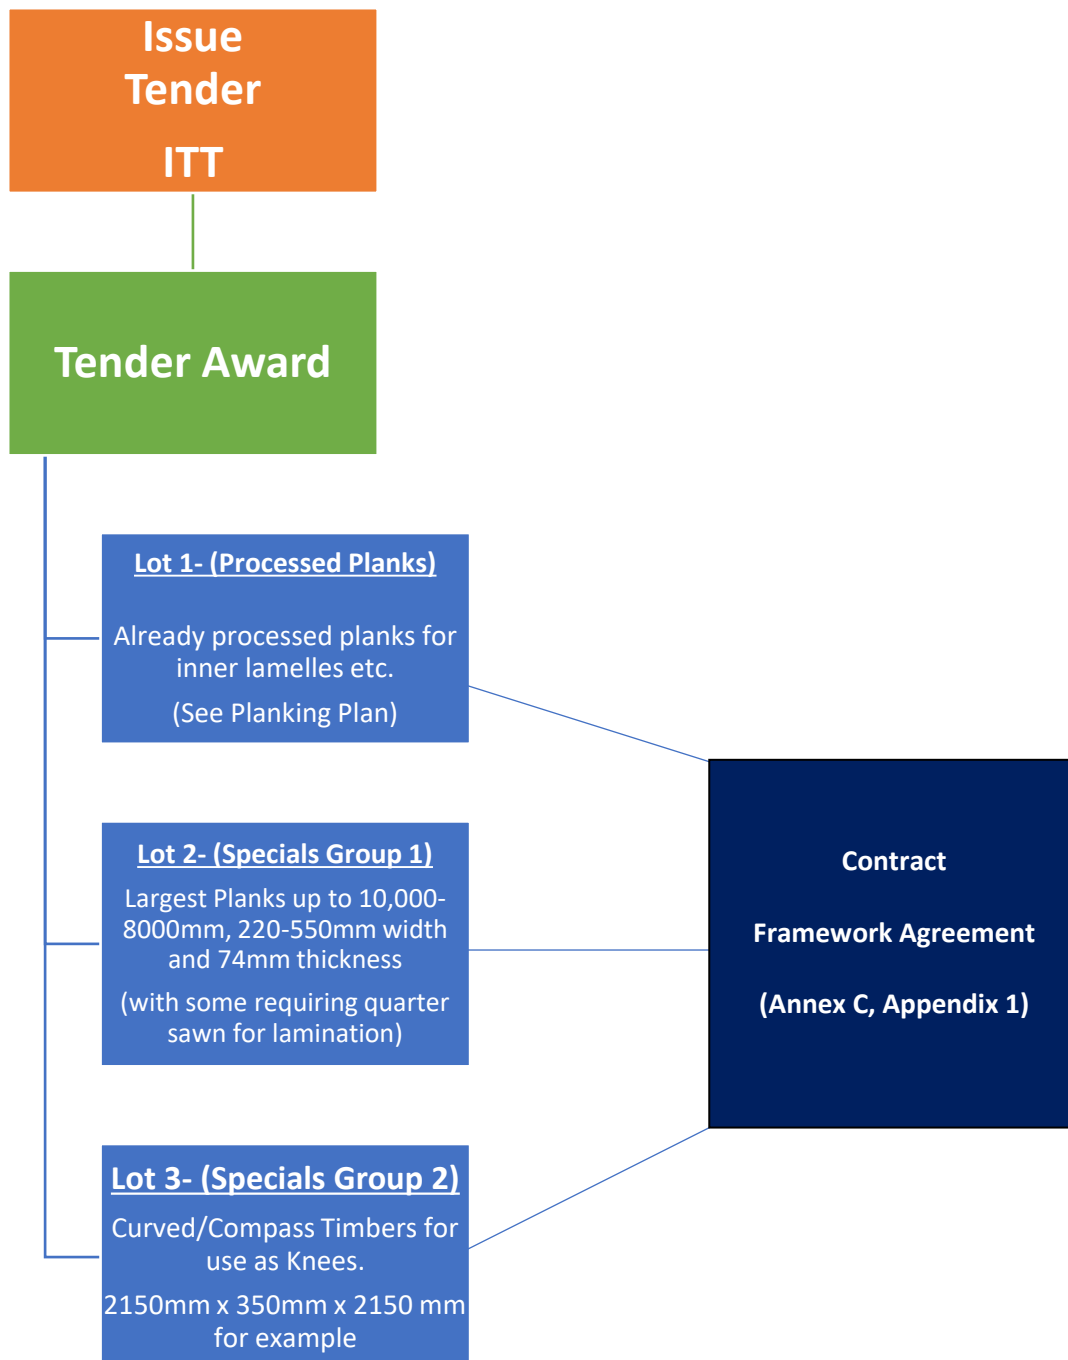 Issue
Tender
ITT
Tender Award
Lot 1- (Processed Planks)
Already processed planks for
inner lamelles etc.
(See Planking Plan)
Lot 2- (Specials Group 1)
Largest Planks up to 10,000-
8000mm, 220-550mm width
and 74mm thickness
(with some requiring quarter
sawn for lamination)
Lot 3- (Specials Group 2)
Curved/Compass Timbers for
use as Knees.
2150mm x 350mm x 2150 mm
for example
Contract
Framework Agreement
(Annex C, Appendix 1)